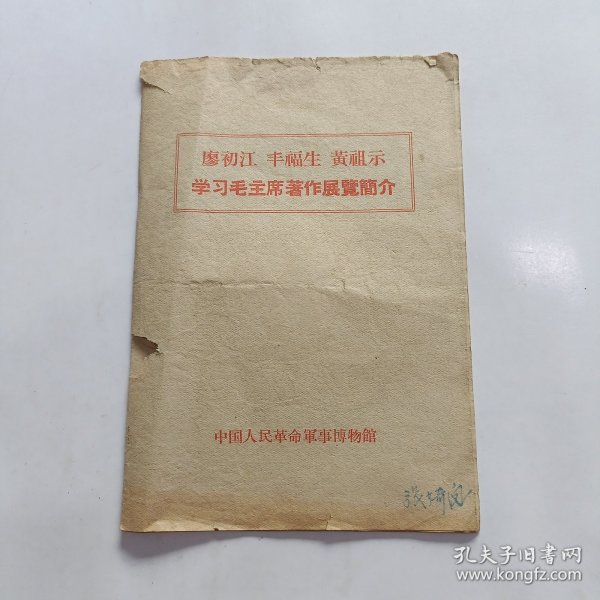 廖初江 丰福生 黃祖示
学习毛主席著作展覽簡介
中国人民革命軍事博物館
孔夫子旧书网
www.kongfz.com